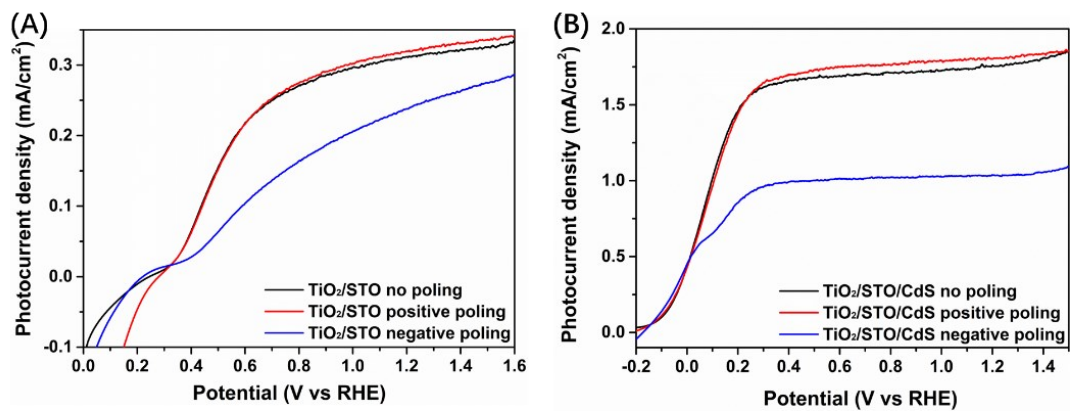 (A)
Photocurrent density (mA/cm²)
0.3
0.2
0.1
0.0
-0.1
TiO₂/STO no poling
TiO₂/STO positive poling
TiO₂/STO negative poling
0.0 0.2 0.4 0.6 0.8 1.0 1.2 1.4 1.6
Potential (V vs RHE)
(B)
Photocurrent density (mA/cm²)
2.0
1.5
1.0
0.5
0.0
TiO₂/STO/CdS no poling
TiO₂/STO/CdS positive poling
TiO₂/STO/CdS negative poling
-0.2 0.0 0.2 0.4 0.6 0.8 1.0 1.2 1.4
Potential (V vs RHE)